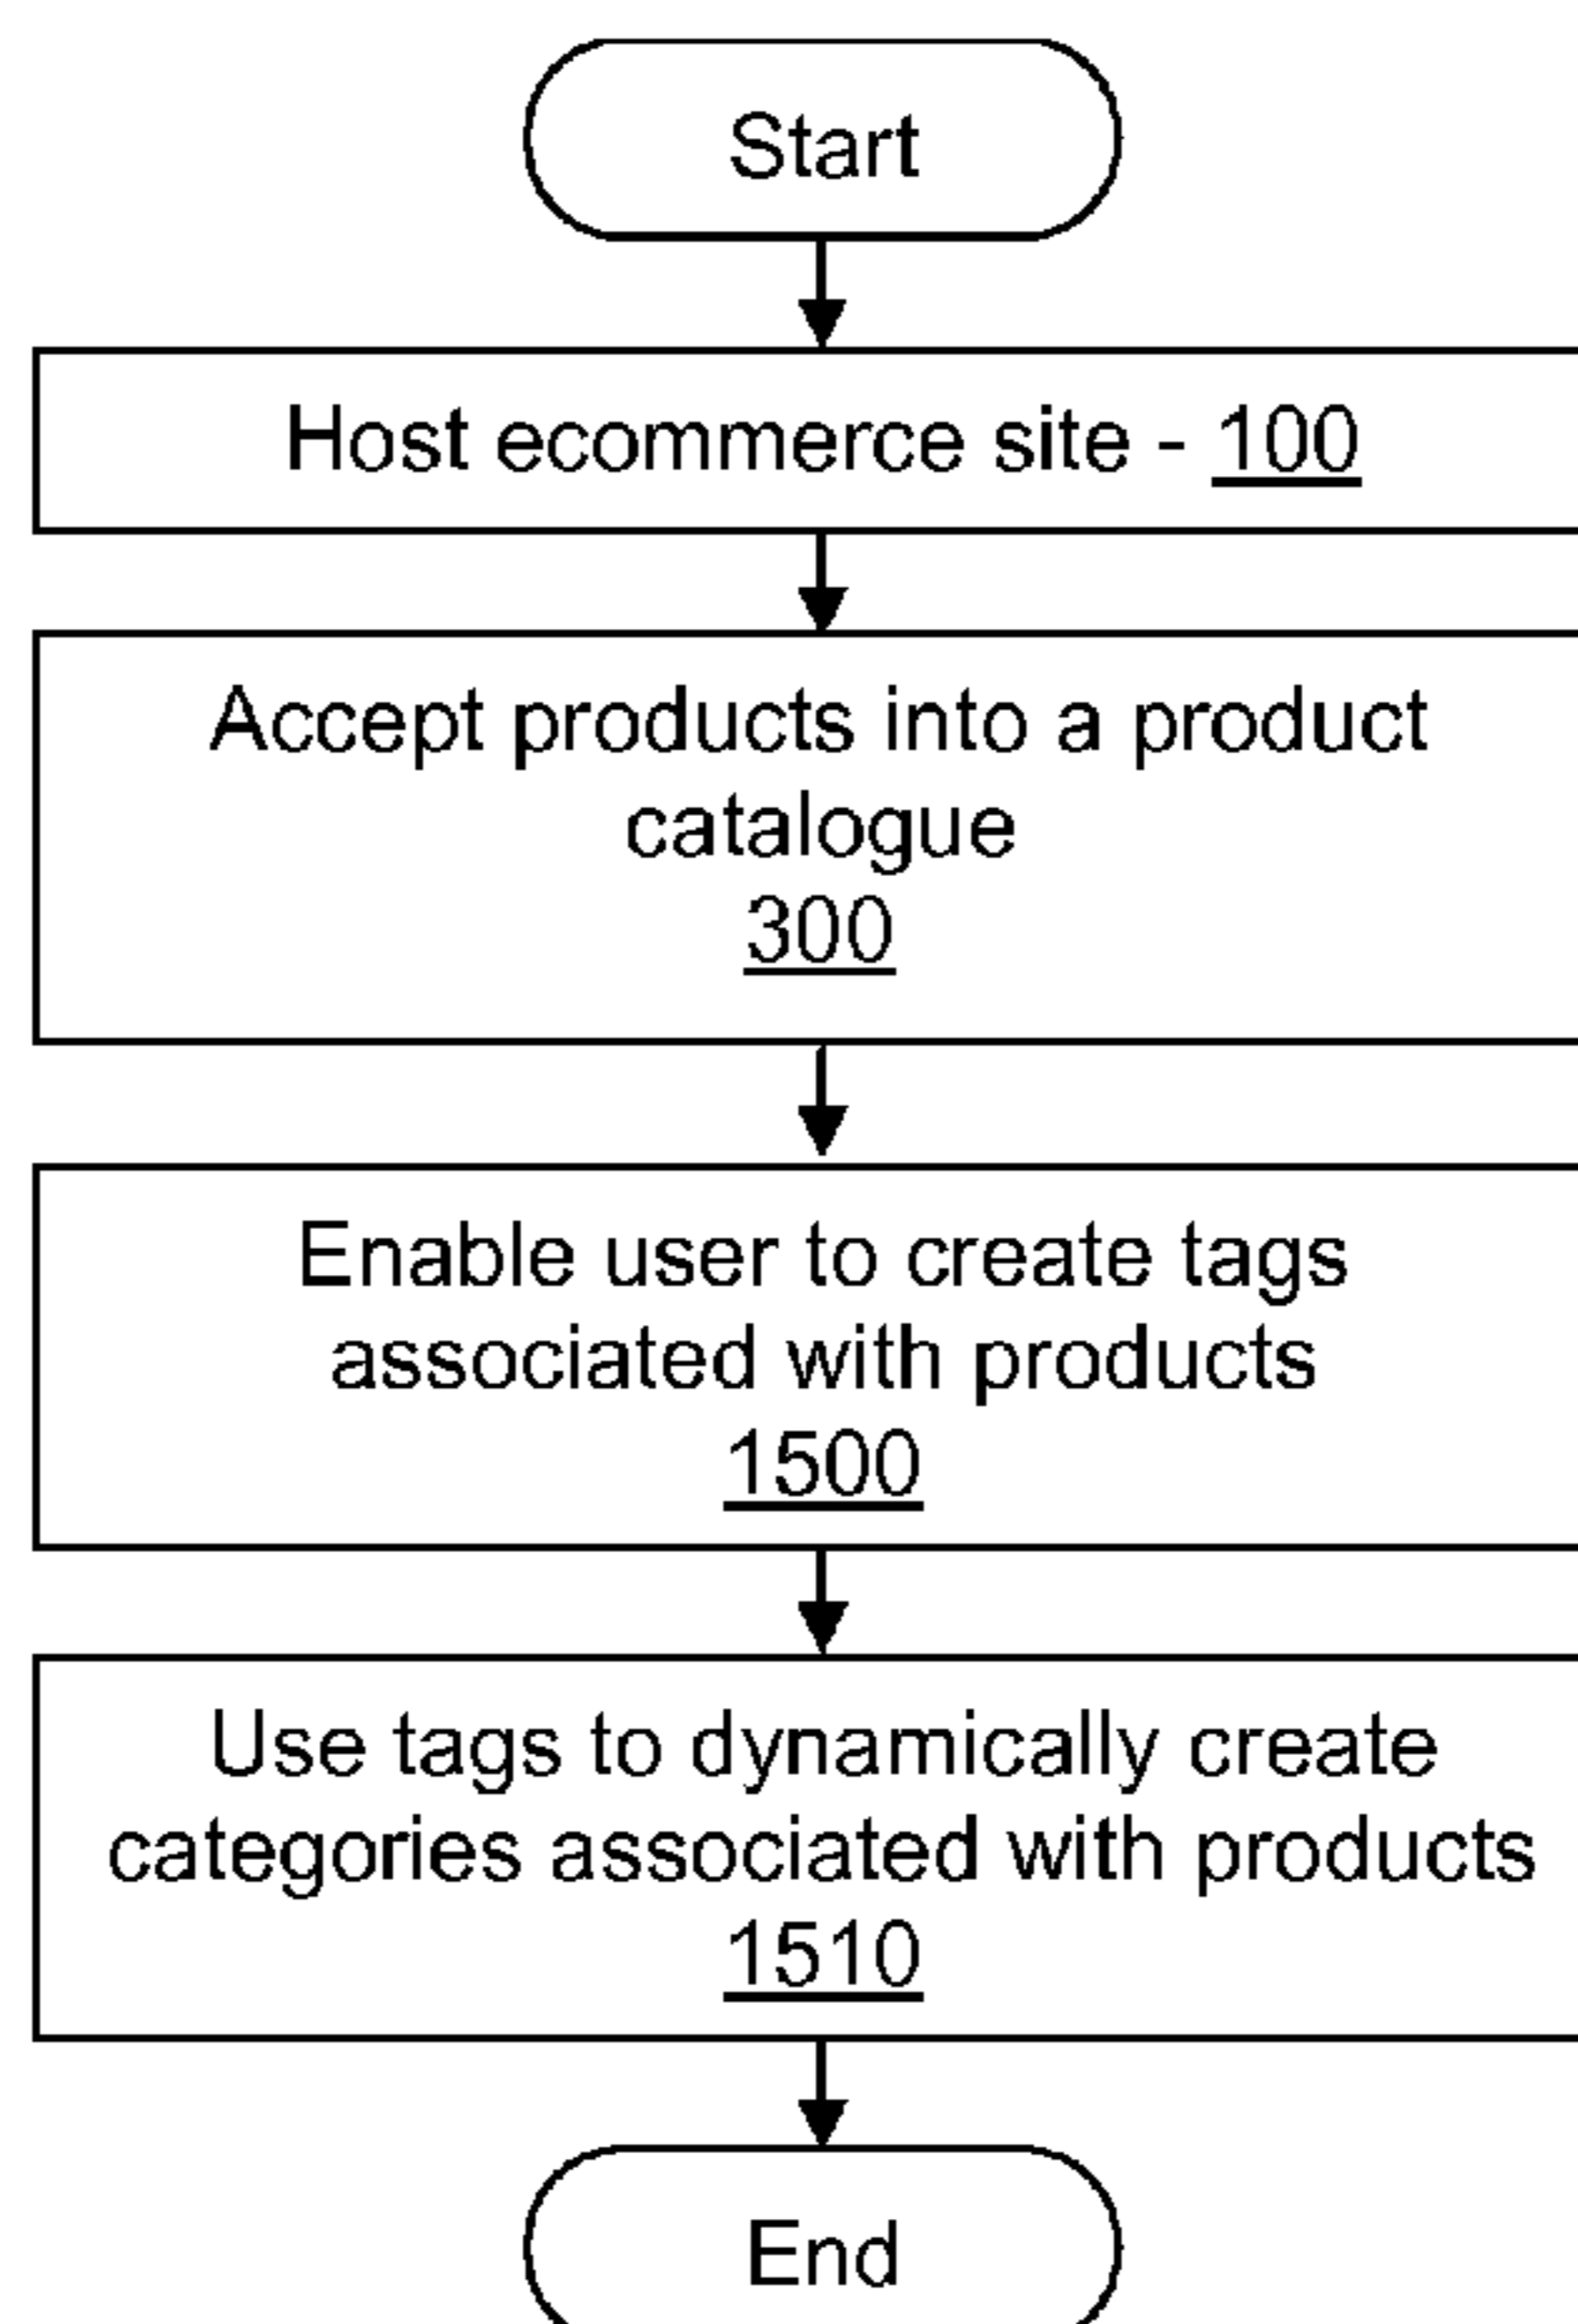 Start
Host ecommerce site - 100
Accept products into a product
catalogue
300
Enable user to create tags
associated with products
1500
Use tags to dynamically create
categories associated with products
1510
End